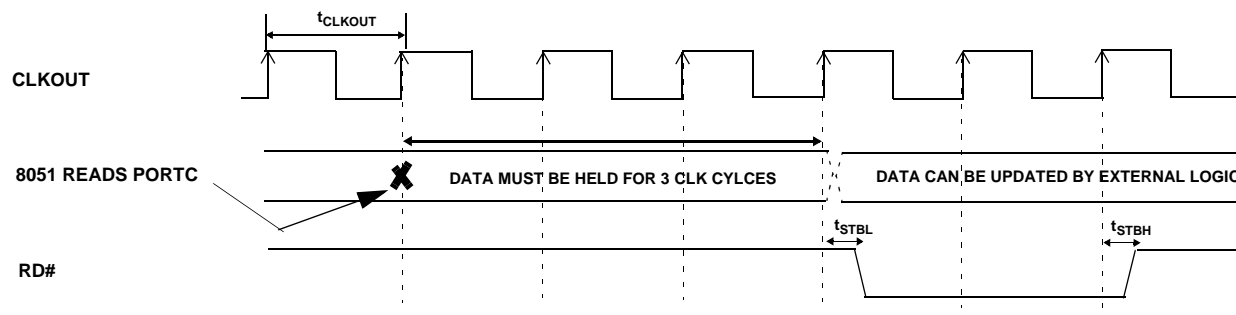 tCLKOUT
CLKOUT
8051 READS PORTC
DATA MUST BE HELD FOR 3 CLK CYLCES
DATA CAN BE UPDATED BY EXTERNAL LOGIC
tSTBL
tSTBH
RD#